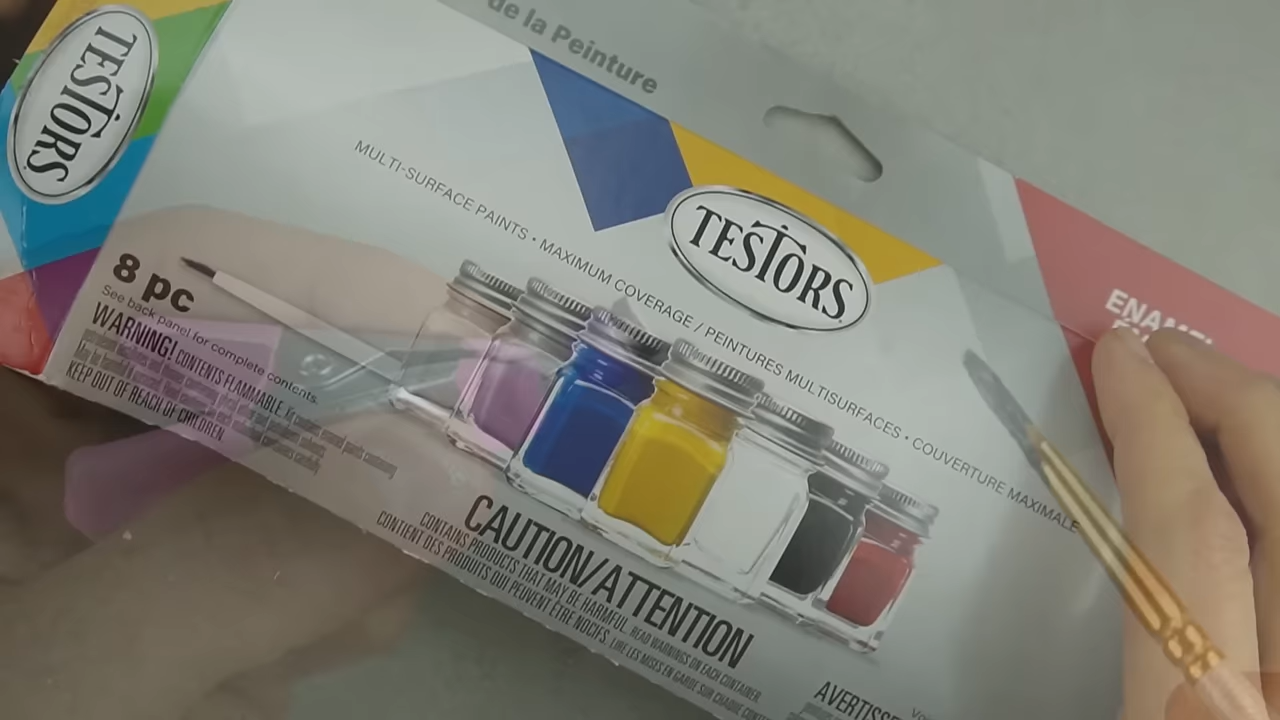 de la Peinture
TESTORS
MULTI-SURFACE PAINTS • MAXIMUM COVERAGE / PEINTURES MULTISURFACES • COUVERTURE MAXIMALE
TESTORS
ENAMEL
8 pc
See back panel for complete contents.
WARNING! CONTENTS FLAMMABLE.
KEEP OUT OF REACH OF CHILDREN.
CAUTION/ATTENTION
CONTAINS PRODUCTS THAT MAY BE HARMFUL. READ WARNINGS ON EACH CONTAINER.
CONTIENT DES PRODUITS QUI PEUVENT ÊTRE NOCIFS. LIRE LES MISES EN GARDE SUR CHAQUE